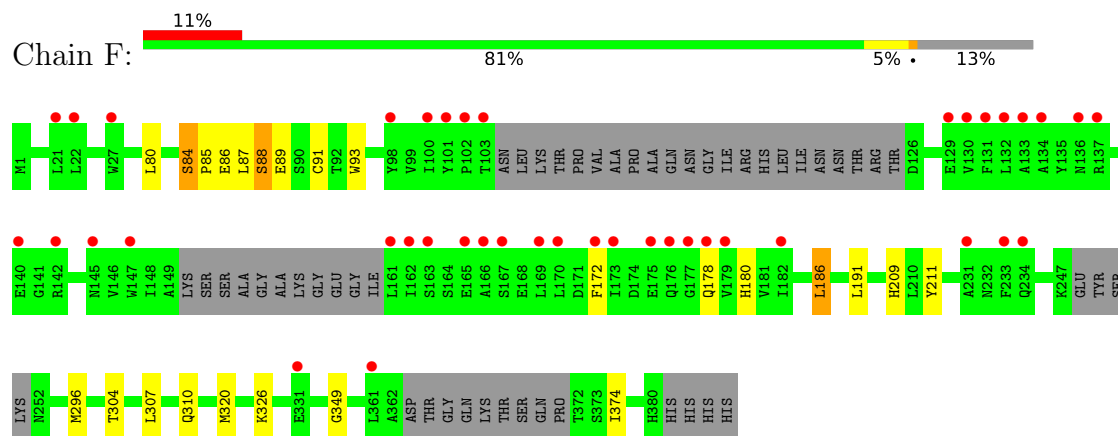 11%
Chain F:
81% 5% • 13%
M1 L21 L22 W27 L80 S84 P85 E86 L87 S88 E89 S90 C91 T92 W93 Y98 V99 I100 Y101 P102 T103 ASN LEU LYS THR PRO VAL ALA PRO ALA GLN ASN GLY ILE ARG HIS LEU ILE ASN ASN THR ARG THR D126 E129 V130 F131 L132 A133 A134 Y135 N136 R137
E140 G141 R142 N145 V146 W147 I148 A149 LYS SER SER ALA GLY ALA LYS GLY GLU GLY ILE L161 I162 S163 S164 E165 A166 S167 E168 L169 L170 D171 F172 I173 D174 E175 Q176 G177 Q178 V179 H180 V181 I182 L186 L191 H209 L210 Y211 A231 N232 F233 Q234 K247 GLU TYR SER
LYS N252 M296 T304 L307 Q310 M320 K326 E331 G349 L361 A362 ASP THR GLY GLN LYS THR SER GLN PRO T372 S373 I374 H380 HIS HIS HIS HIS